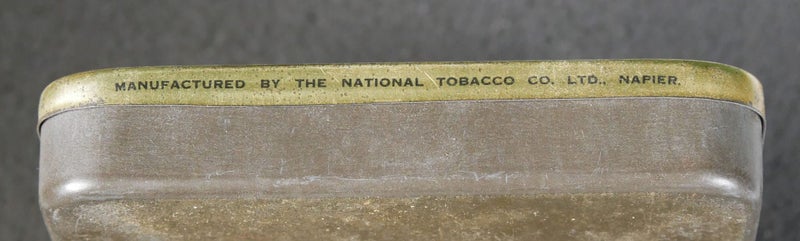 MANUFACTURED BY THE NATIONAL TOBACCO CO. LTD., NAPIER.